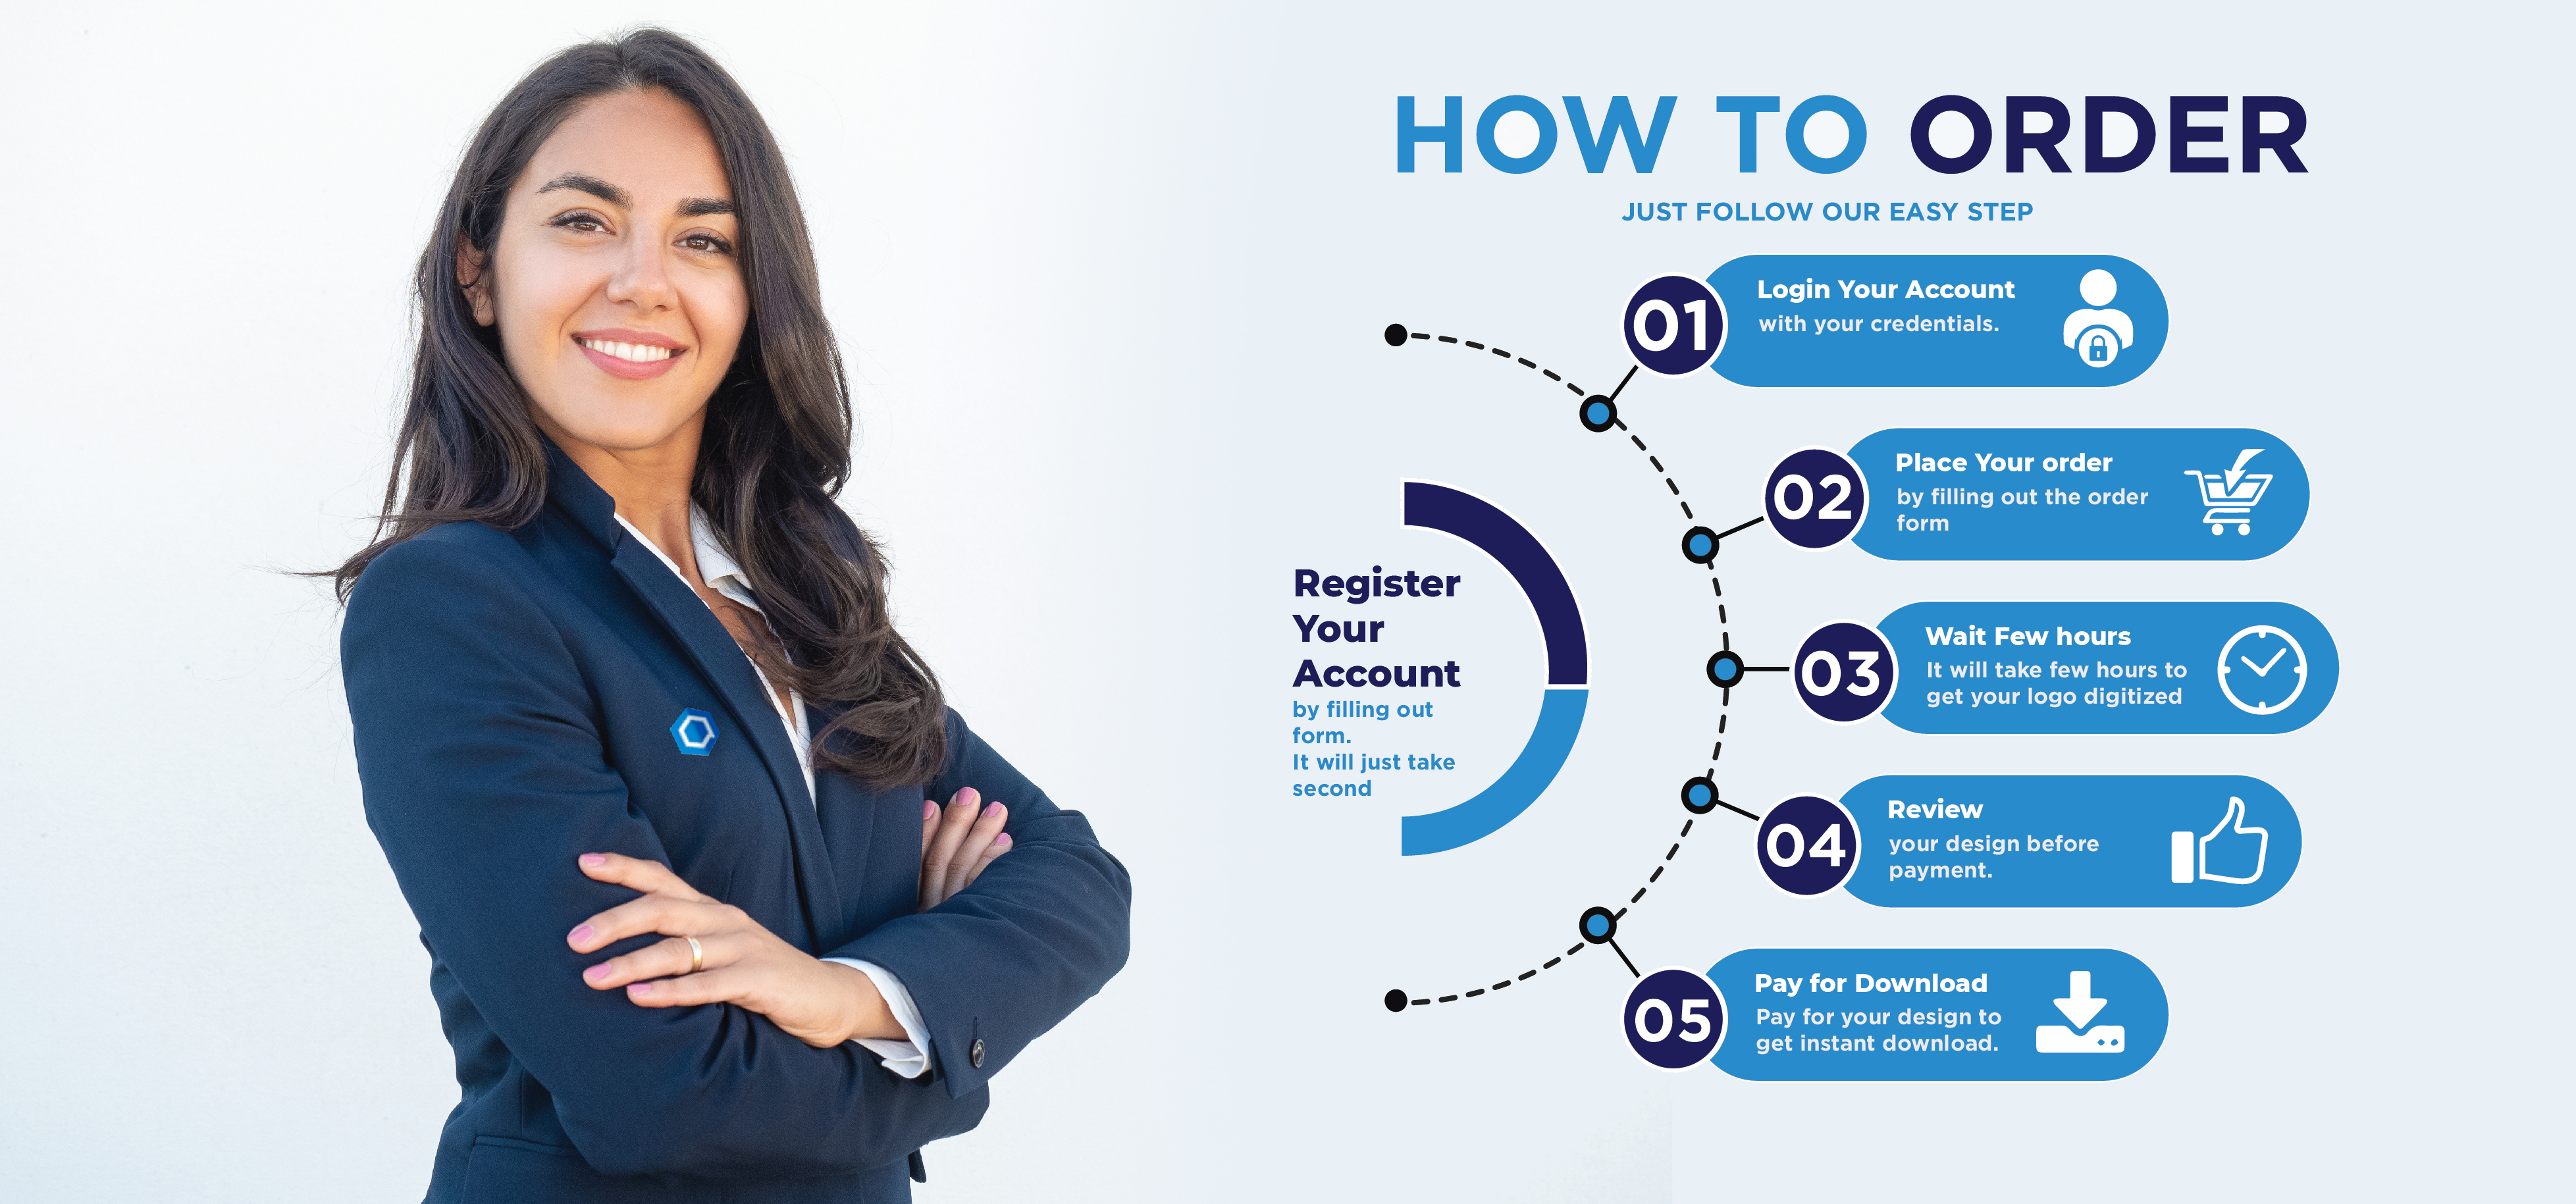 HOW TO ORDER
JUST FOLLOW OUR EASY STEP
Register
Your
Account
by filling out
form.
It will just take
second
01
Login Your Account
with your credentials.
02
Place Your order
by filling out the order
form
03
Wait Few hours
It will take few hours to
get your logo digitized
04
Review
your design before
payment.
05
Pay for Download
Pay for your design to
get instant download.